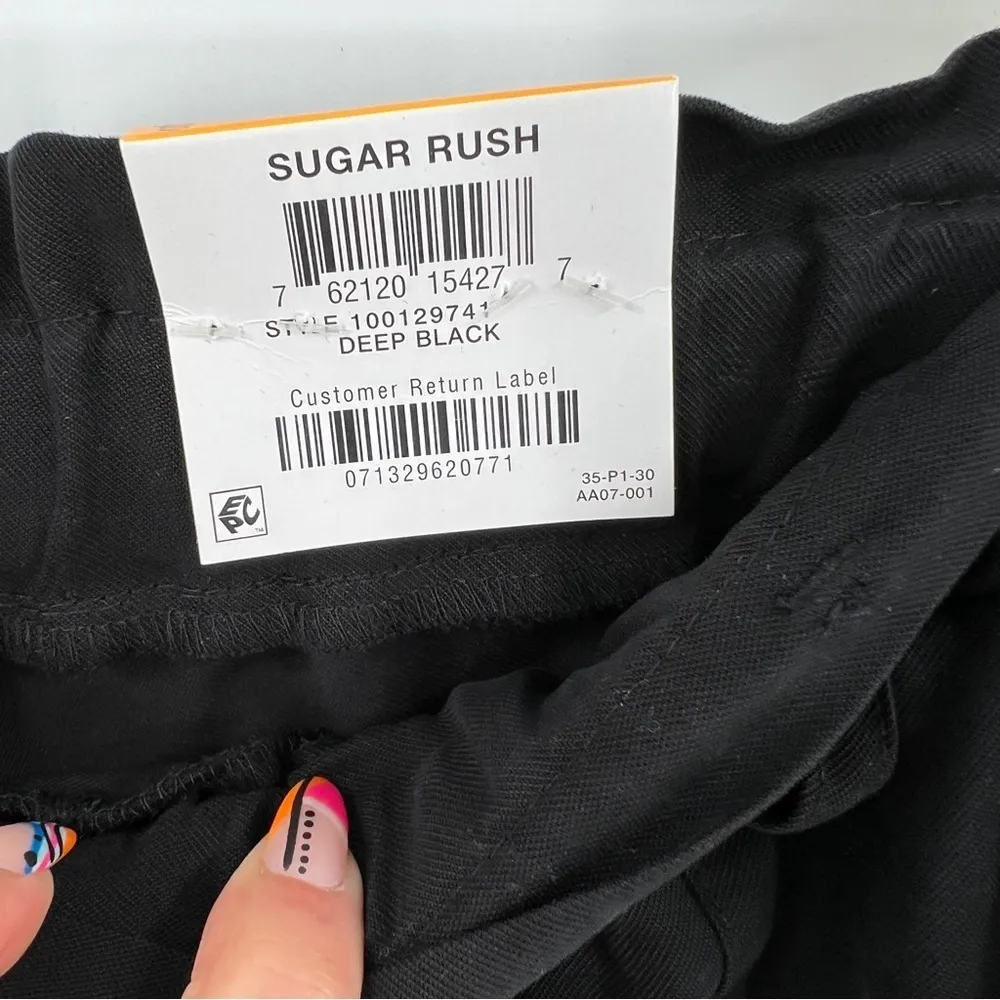 SUGAR RUSH
7 62120 15427 7
STYLE 100129741
DEEP BLACK
Customer Return Label
071329620771
35-P1-30
AA07-001
EPC
TM